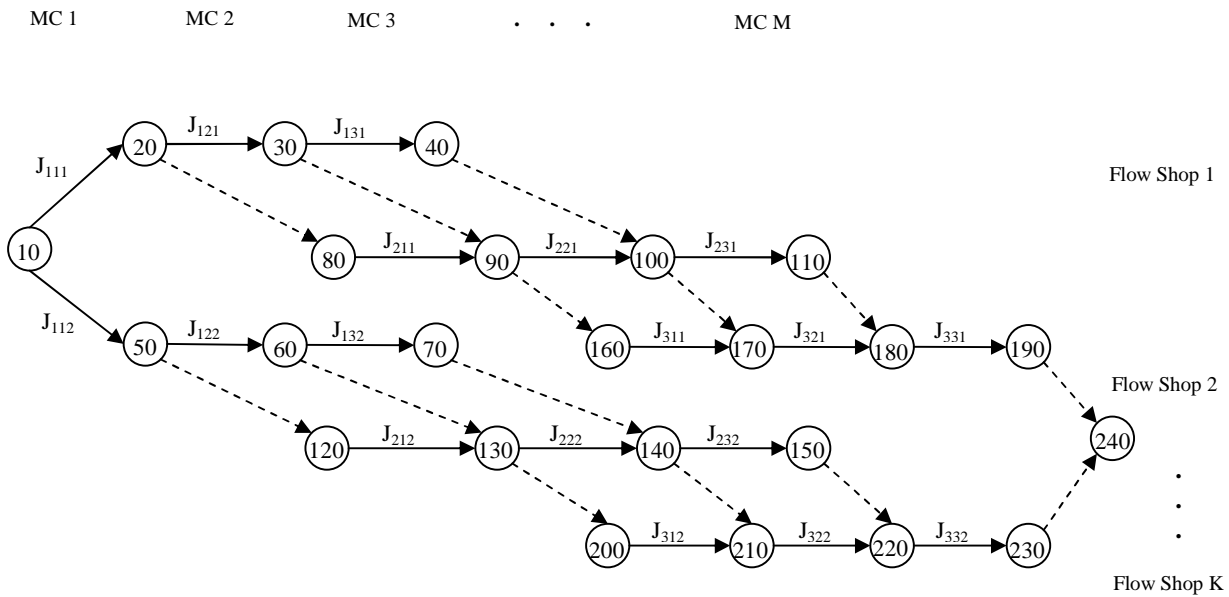 MC 1 MC 2 MC 3 . . . MC M
J121 J131
20 30 40
J111
Flow Shop 1
10
J211 J221 J231
80 90 100 110
J112
J122 J132 J311 J321 J331
50 60 70 160 170 180 190
Flow Shop 2
J212 J222 J232
120 130 140 150 240
.
.
.
J312 J322 J332
200 210 220 230
Flow Shop K